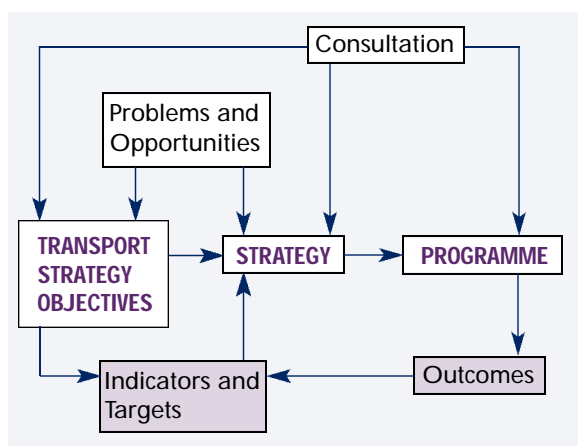 Consultation
Problems and
Opportunities
TRANSPORT
STRATEGY
OBJECTIVES
STRATEGY
PROGRAMME
Indicators and
Targets
Outcomes